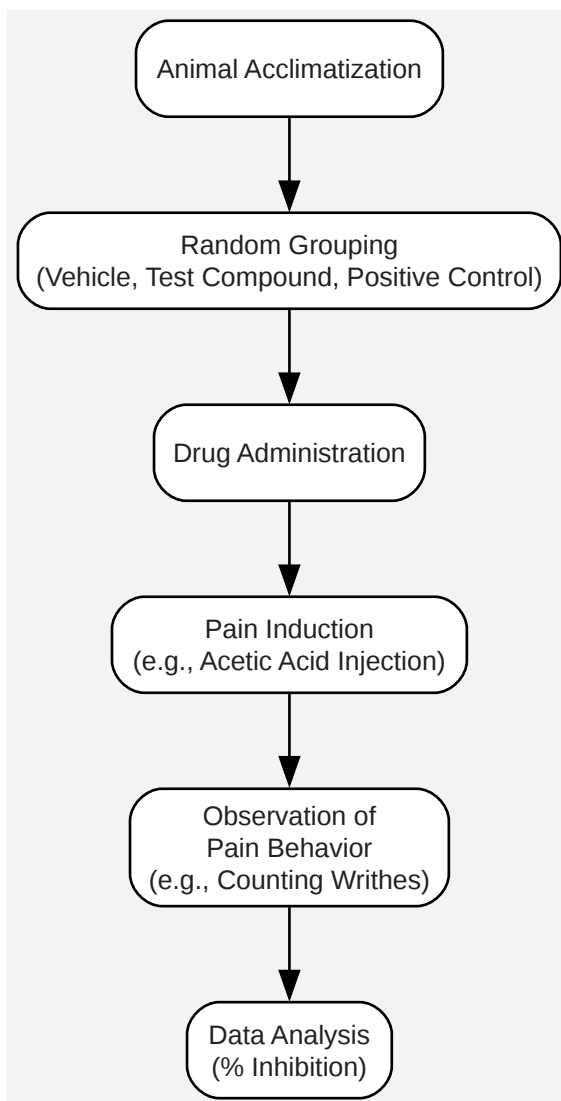 Animal Acclimatization
Random Grouping
(Vehicle, Test Compound, Positive Control)
Drug Administration
Pain Induction
(e.g., Acetic Acid Injection)
Observation of
Pain Behavior
(e.g., Counting Writhes)
Data Analysis
(% Inhibition)